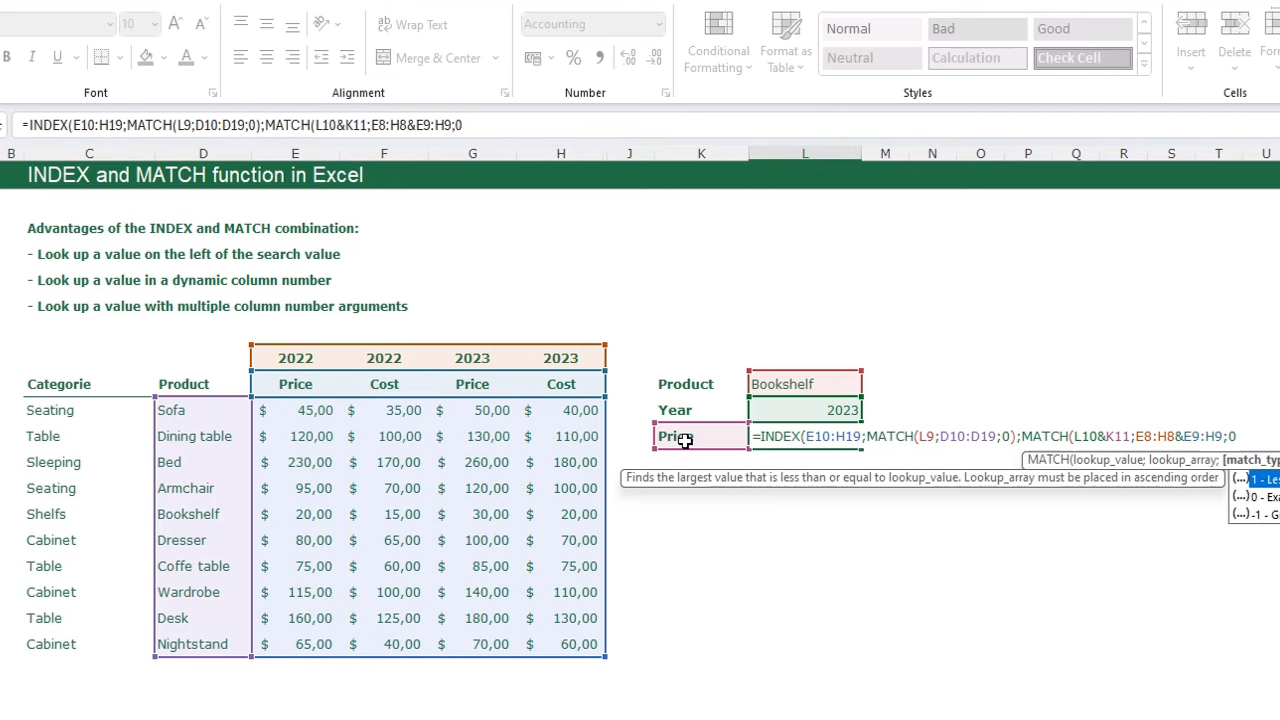 10 A A Wrap Text Accounting
B I U A Merge & Center % Conditional Formatting Format as Table
Normal Bad Good
Neutral Calculation Check Cell
Insert Delete
Font Alignment Number Styles Cells
=INDEX(E10:H19;MATCH(L9;D10:D19;0);MATCH(L10&K11;E8:H8&E9:H9;0
B C D E F G H J K L M N O P Q R S T U
INDEX and MATCH function in Excel
Advantages of the INDEX and MATCH combination:
- Look up a value on the left of the search value
- Look up a value in a dynamic column number
- Look up a value with multiple column number arguments
2022 2022 2023 2023
Categorie Product Price Cost Price Cost Product Bookshelf
Seating Sofa $ 45,00 $ 35,00 $ 50,00 $ 40,00 Year 2023
Table Dining table $ 120,00 $ 100,00 $ 130,00 $ 110,00 =INDEX(E10:H19;MATCH(L9;D10:D19;0);MATCH(L10&K11;E8:H8&E9:H9;0
MATCH(lookup_value; lookup_array;
Sleeping Bed $ 230,00 $ 170,00 $ 260,00 $ 180,00
Finds the largest value that is less than or equal to lookup_value. Lookup_array must be placed in ascending order
Seating Armchair $ 95,00 $ 70,00 $ 120,00 $ 100,00
Shelfs Bookshelf $ 20,00 $ 15,00 $ 30,00 $ 20,00
Cabinet Dresser $ 80,00 $ 65,00 $ 100,00 $ 70,00
Table Coffe table $ 75,00 $ 60,00 $ 85,00 $ 75,00
Cabinet Wardrobe $ 115,00 $ 100,00 $ 140,00 $ 110,00
Table Desk $ 160,00 $ 125,00 $ 180,00 $ 130,00
Cabinet Nightstand $ 65,00 $ 40,00 $ 70,00 $ 60,00